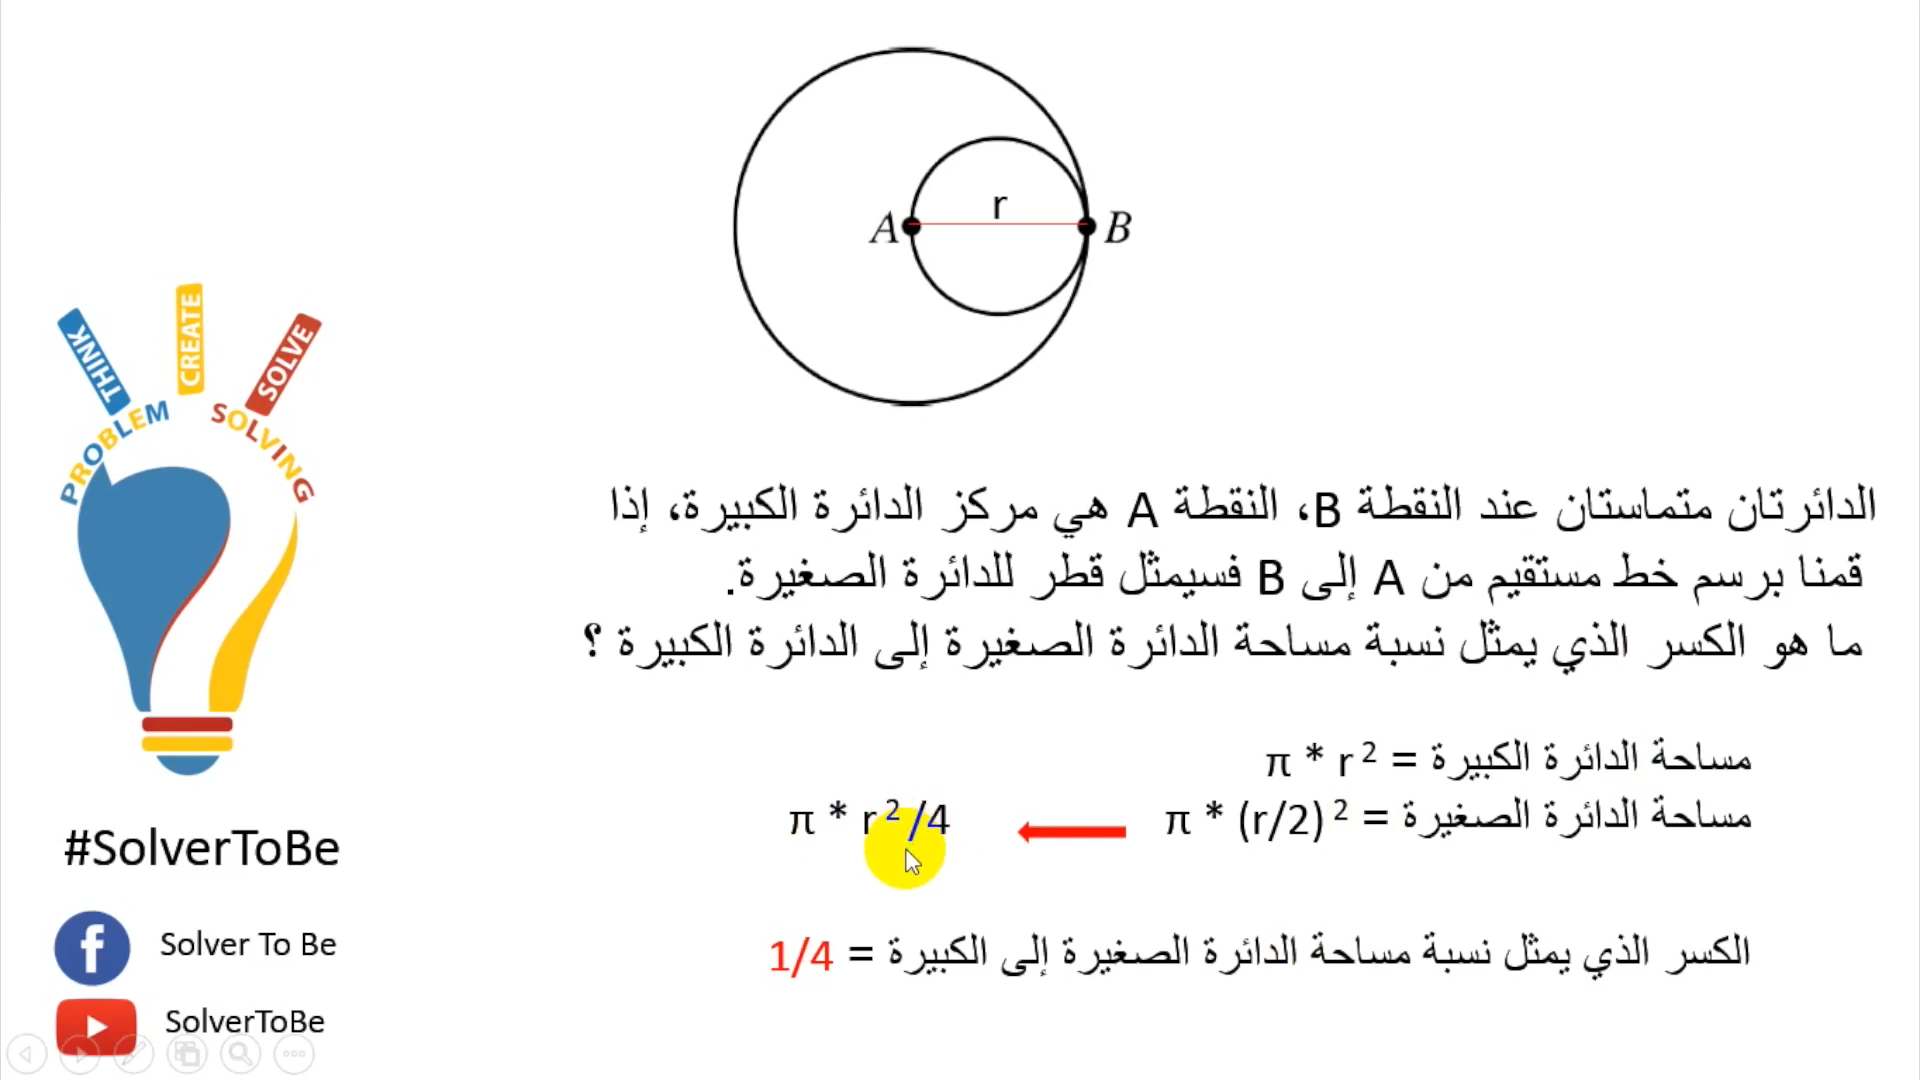 r
A
B
THINK
CREATE
SOLVE
PROBLEM SOLVING
الدائرتان متماستان عند النقطة B، النقطة A هي مركز الدائرة الكبيرة، إذا
قمنا برسم خط مستقيم من A إلى B فسيمثل قطر للدائرة الصغيرة.
ما هو الكسر الذي يمثل نسبة مساحة الدائرة الصغيرة إلى الدائرة الكبيرة ؟
مساحة الدائرة الكبيرة = π * r ²
مساحة الدائرة الصغيرة = π * (r/2) ²
π * r ² /4
الكسر الذي يمثل نسبة مساحة الدائرة الصغيرة إلى الكبيرة = 1/4
#SolverToBe
f
Solver To Be
SolverToBe